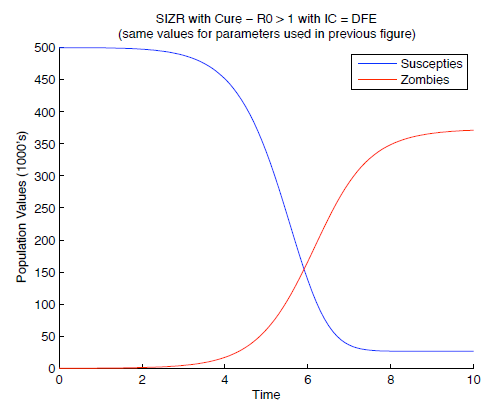 SIZR with Cure – R0 > 1 with IC = DFE
(same values for parameters used in previous figure)
500
450
400
350
300
250
200
150
100
50
0
Population Values (1000's)
Suscepties
Zombies
0 2 4 6 8 10
Time